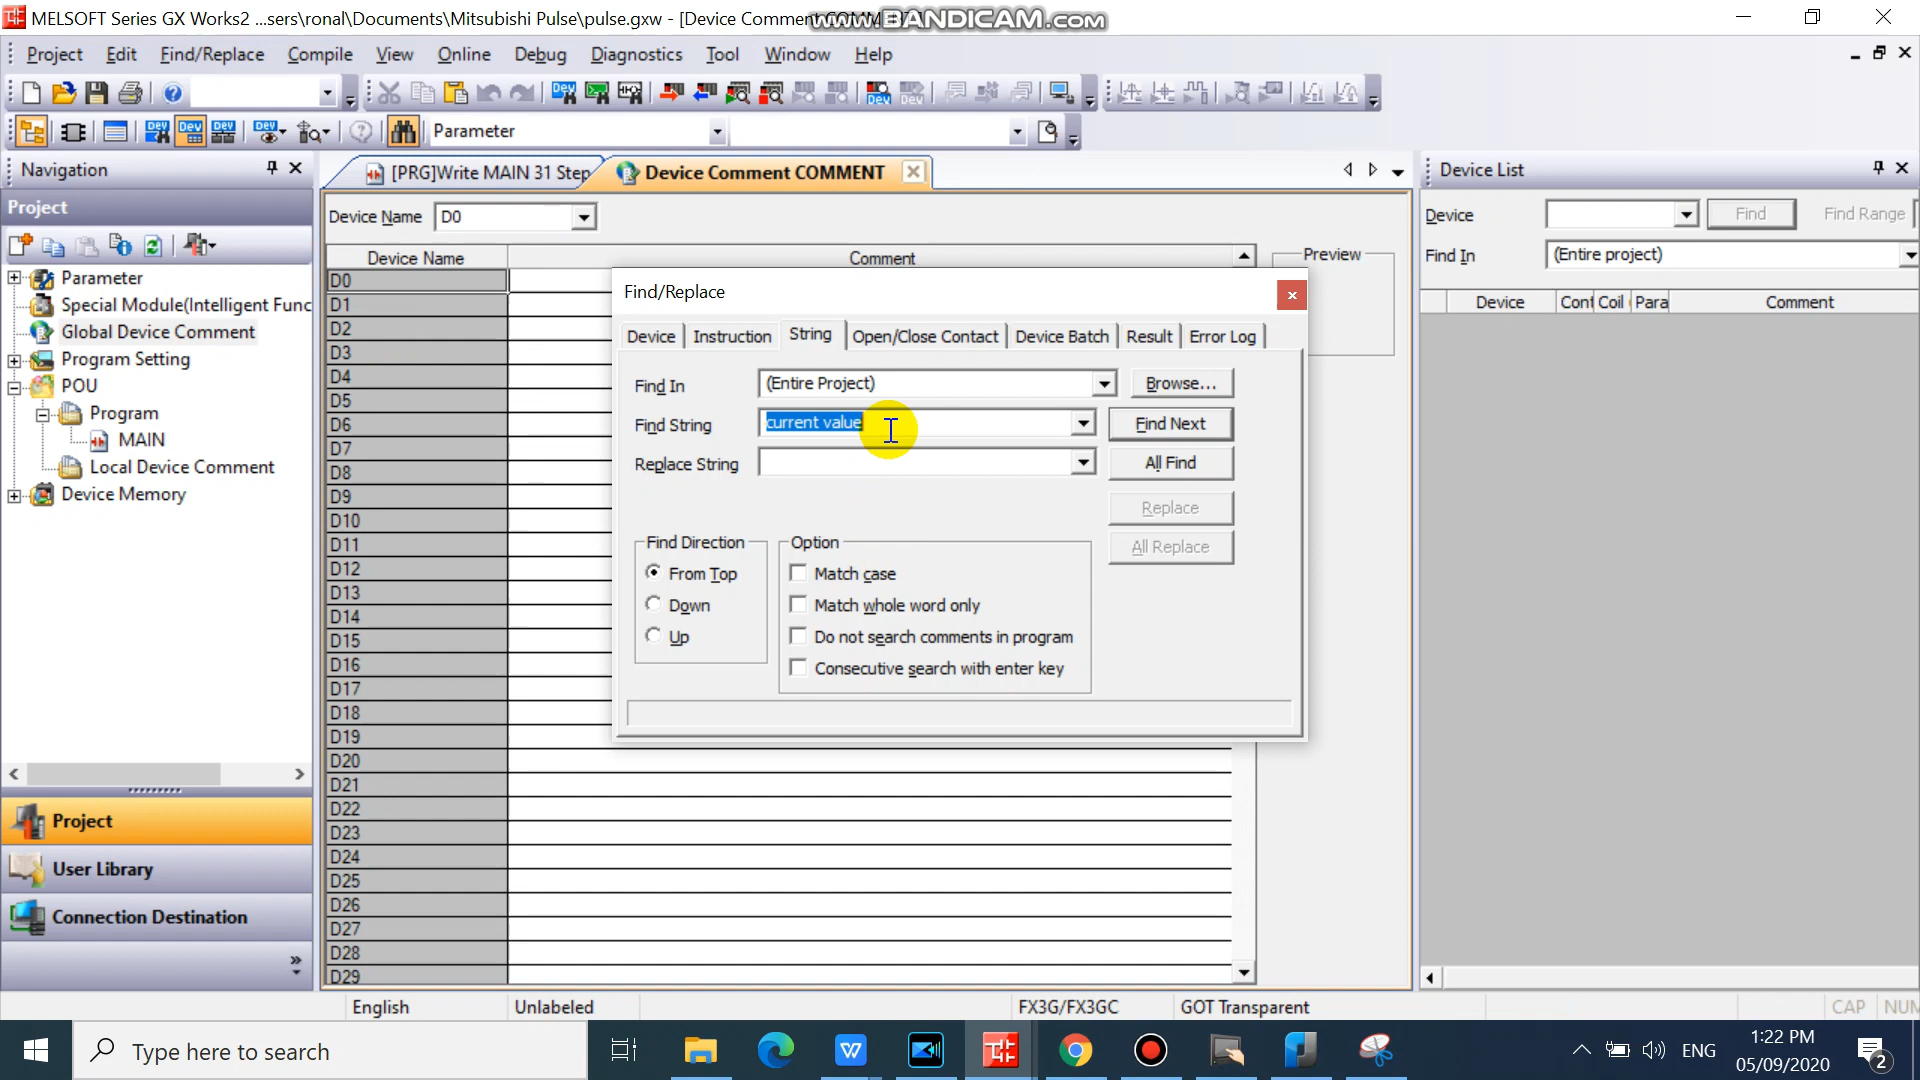 MELSOFT Series GX Works2 ...sers\ronal\Documents\Mitsubishi Pulse\pulse.gxw - [Device Comment
www.BANDICAM.com
Project Edit Find/Replace Compile View Online Debug Diagnostics Tool Window Help
Parameter
Navigation
[PRG]Write MAIN 31 Step
Device Comment COMMENT
Device List
Project
Device Name D0
Device Find Find Range
Find In (Entire project)
Device Name Comment
Preview
Device Cont Coil Para Comment
Parameter
Special Module(Intelligent Func
Global Device Comment
Program Setting
POU
Program
MAIN
Local Device Comment
Device Memory
Project
User Library
Connection Destination
D0
D1
D2
D3
D4
D5
D6
D7
D8
D9
D10
D11
D12
D13
D14
D15
D16
D17
D18
D19
D20
D21
D22
D23
D24
D25
D26
D27
D28
D29
Find/Replace
Device Instruction String Open/Close Contact Device Batch Result Error Log
Find In (Entire Project) Browse...
Find String current value Find Next
Replace String All Find
Replace
All Replace
Find Direction
From Top
Down
Up
Option
Match case
Match whole word only
Do not search comments in program
Consecutive search with enter key
English Unlabeled FX3G/FX3GC GOT Transparent CAP NUM
Type here to search
ENG
1:22 PM
05/09/2020
2